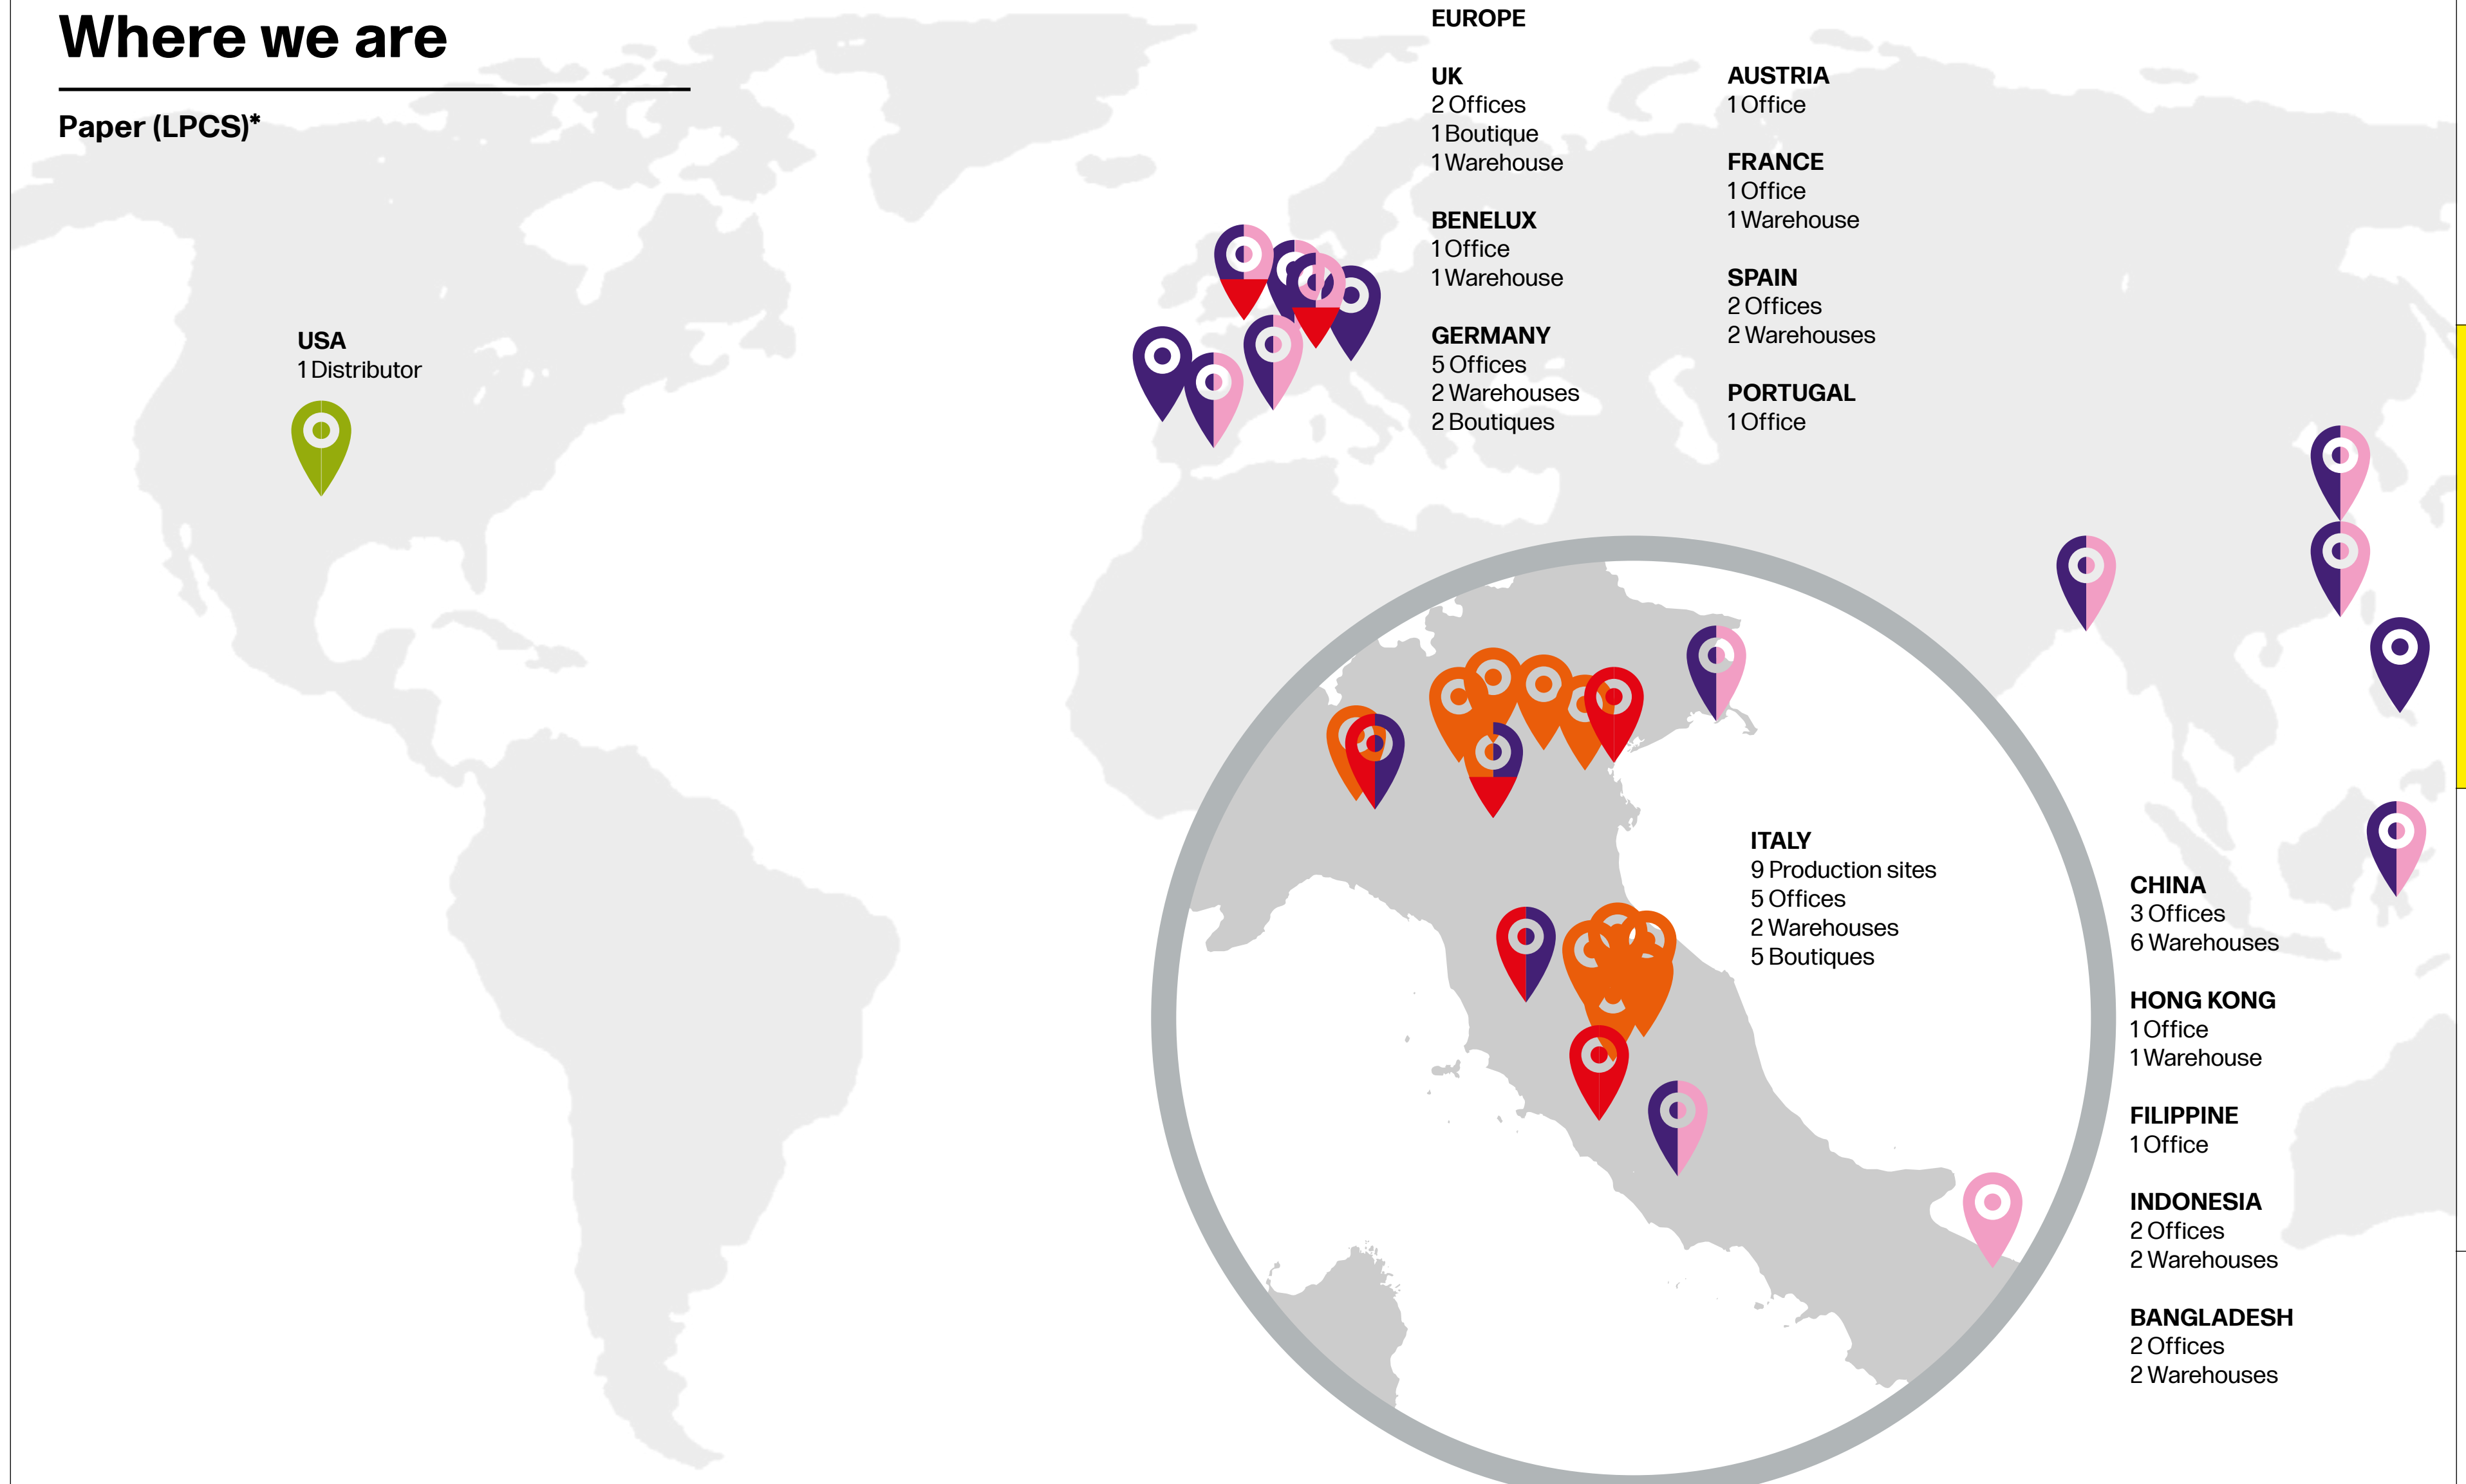 Where we are
Paper (LPCS)*
USA
1 Distributor
EUROPE
UK
2 Offices
1 Boutique
1 Warehouse
BENELUX
1 Office
1 Warehouse
GERMANY
5 Offices
2 Warehouses
2 Boutiques
AUSTRIA
1 Office
FRANCE
1 Office
1 Warehouse
SPAIN
2 Offices
2 Warehouses
PORTUGAL
1 Office
ITALY
9 Production sites
5 Offices
2 Warehouses
5 Boutiques
CHINA
3 Offices
6 Warehouses
HONG KONG
1 Office
1 Warehouse
FILIPPINE
1 Office
INDONESIA
2 Offices
2 Warehouses
BANGLADESH
2 Offices
2 Warehouses